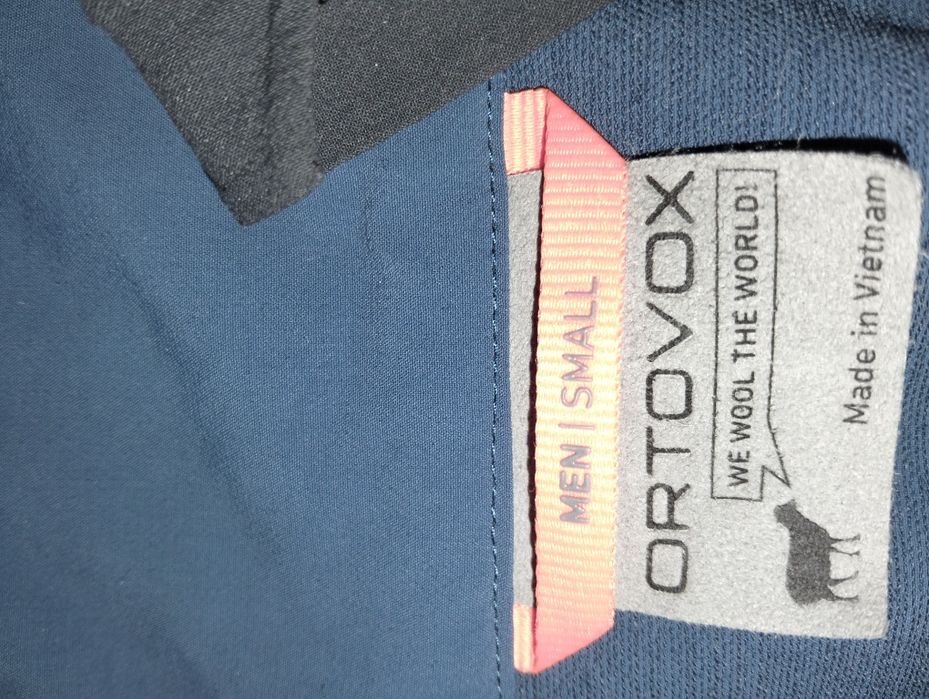 MEN | SMALL
ORTOVOX
WE WOOL THE WORLD!
Made in Vietnam